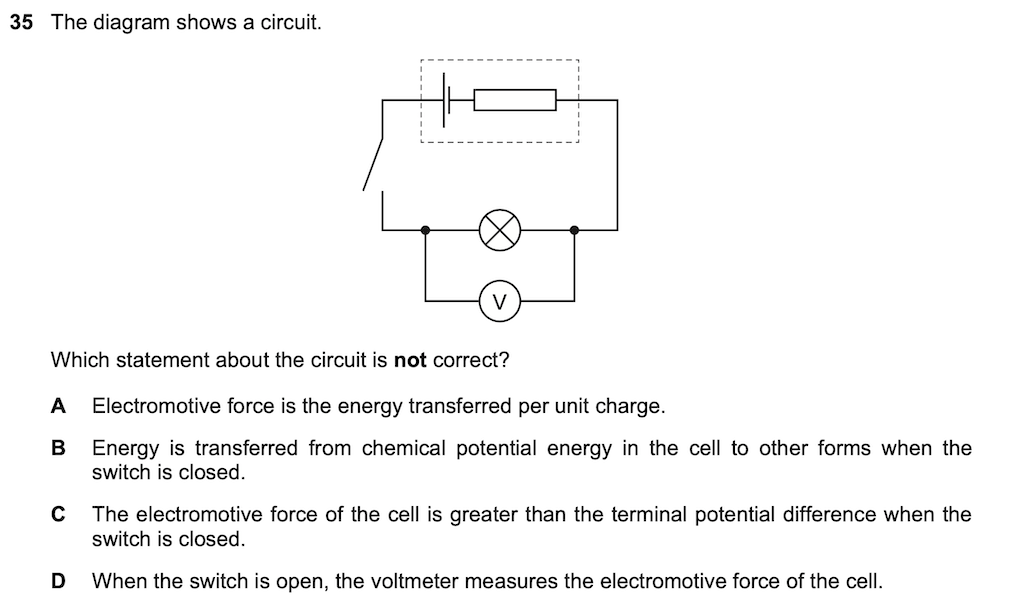 35 The diagram shows a circuit.
V
Which statement about the circuit is not correct?
A Electromotive force is the energy transferred per unit charge.
B Energy is transferred from chemical potential energy in the cell to other forms when the
switch is closed.
C The electromotive force of the cell is greater than the terminal potential difference when the
switch is closed.
D When the switch is open, the voltmeter measures the electromotive force of the cell.